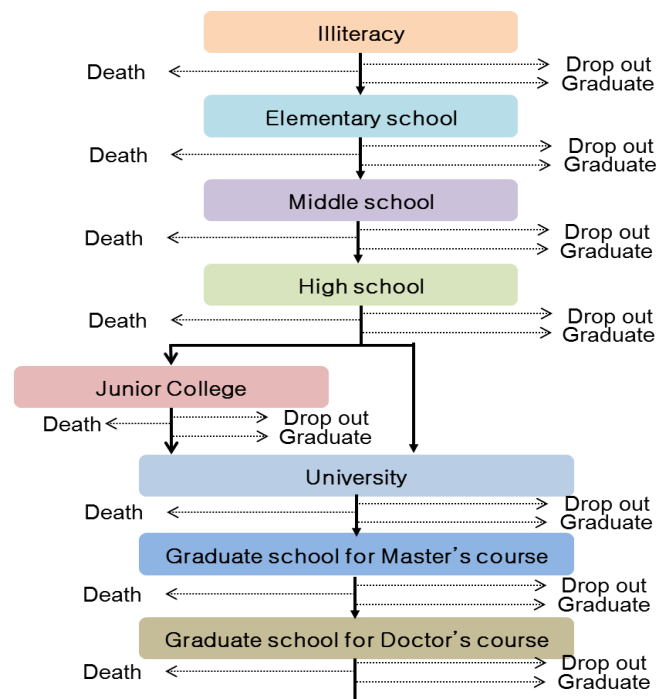 Illiteracy
Death
Drop out
Graduate
Elementary school
Death
Drop out
Graduate
Middle school
Death
Drop out
Graduate
High school
Death
Drop out
Graduate
Junior College
Death
Drop out
Graduate
University
Death
Drop out
Graduate
Graduate school for Master’s course
Death
Drop out
Graduate
Graduate school for Doctor’s course
Death
Drop out
Graduate